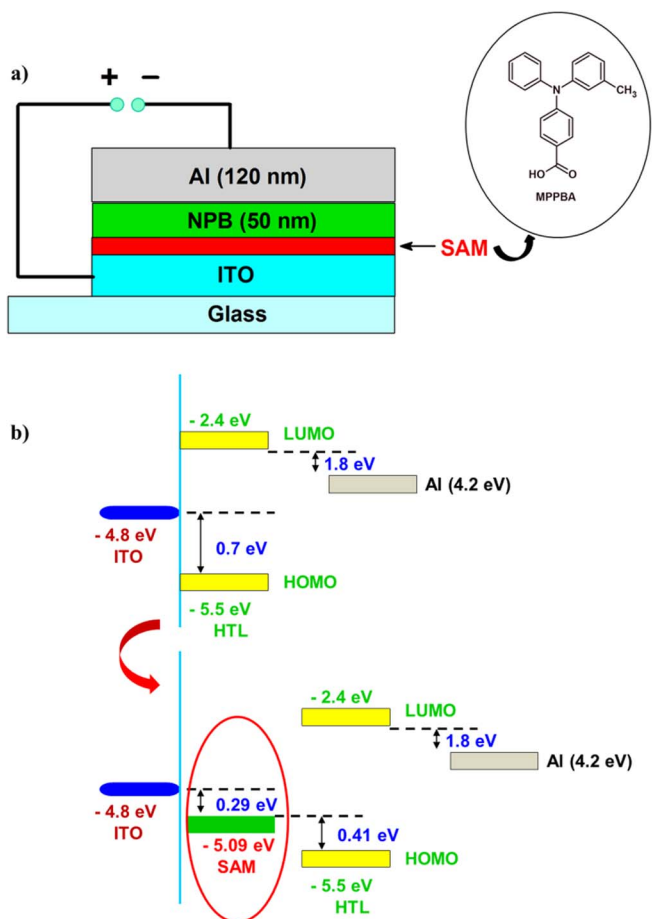 a)
+ −
Al (120 nm)
NPB (50 nm)
SAM
ITO
Glass
N
CH3
HO
O
MPPBA
b)
- 2.4 eV
LUMO
1.8 eV
Al (4.2 eV)
- 4.8 eV
ITO
0.7 eV
HOMO
- 5.5 eV
HTL
- 2.4 eV
LUMO
1.8 eV
Al (4.2 eV)
- 4.8 eV
ITO
0.29 eV
- 5.09 eV
SAM
0.41 eV
HOMO
- 5.5 eV
HTL